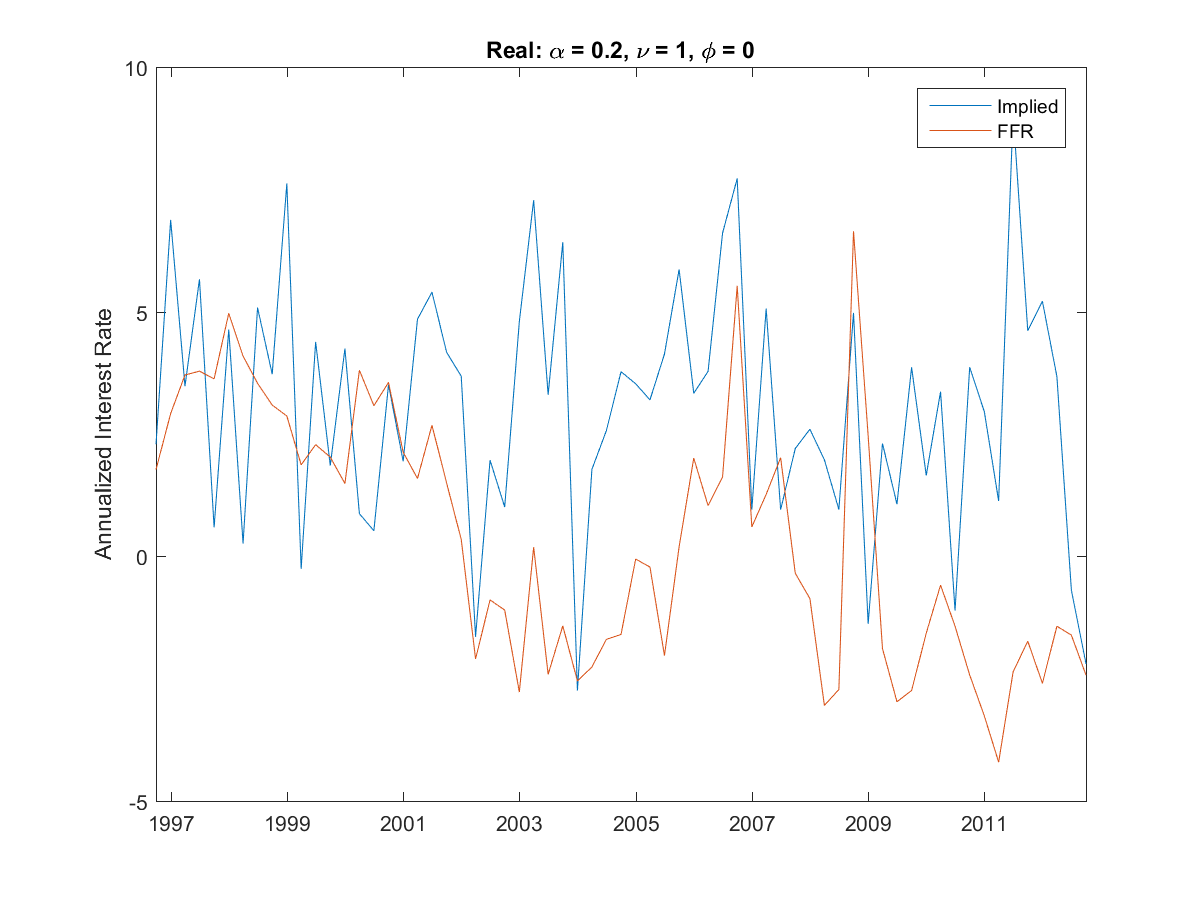 Real: α = 0.2, ν = 1, ϕ = 0
10
Implied
FFR
5
Annualized Interest Rate
0
-5
1997 1999 2001 2003 2005 2007 2009 2011